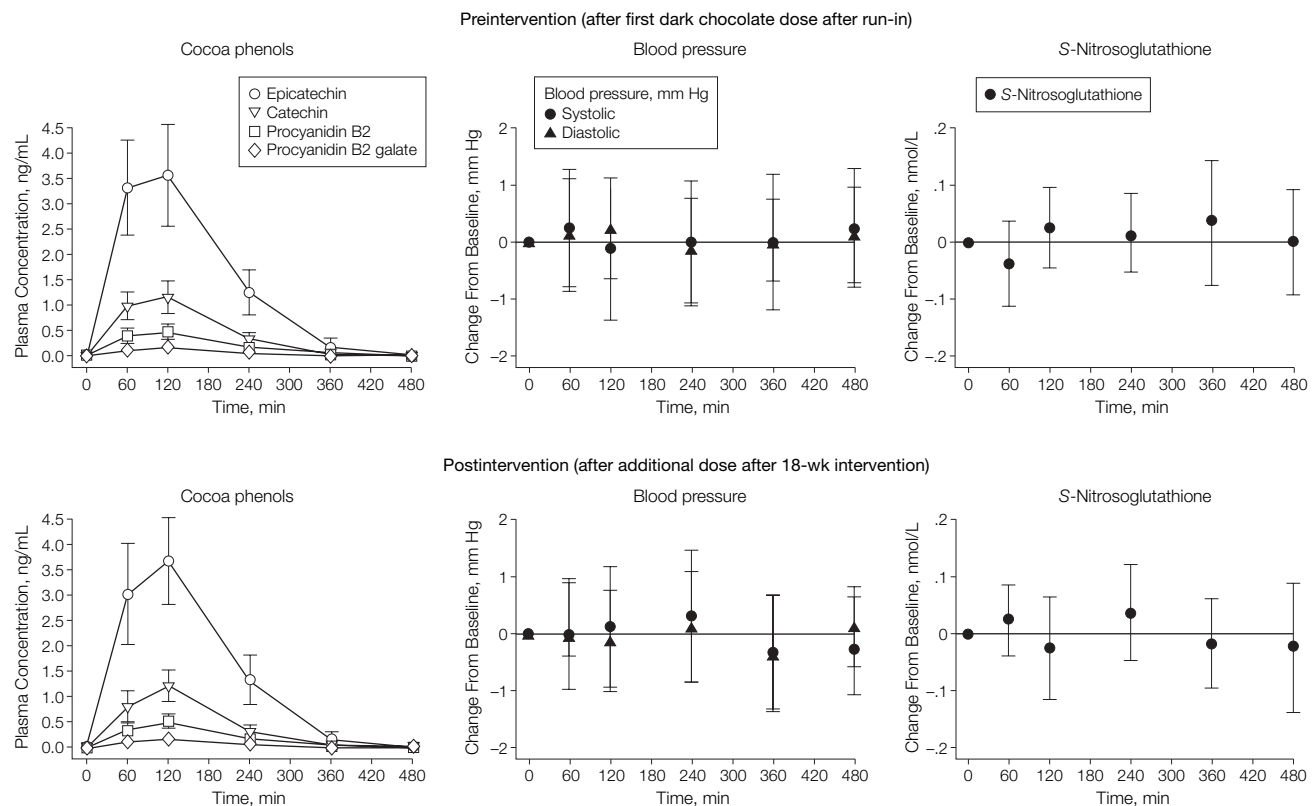 Preintervention (after first dark chocolate dose after run-in)
Cocoa phenols
Epicatechin
Catechin
Procyanidin B2
Procyanidin B2 galate
Plasma Concentration, ng/mL
4.5
4.0
3.5
3.0
2.5
2.0
1.5
1.0
0.5
0.0
0 60 120 180 240 300 360 420 480
Time, min
Blood pressure
Blood pressure, mm Hg
Systolic
Diastolic
Change From Baseline, mm Hg
2
1
0
−1
−2
0 60 120 180 240 300 360 420 480
Time, min
S-Nitrosoglutathione
S-Nitrosoglutathione
Change From Baseline, nmol/L
.2
.1
0
−.1
−.2
0 60 120 180 240 300 360 420 480
Time, min
Postintervention (after additional dose after 18-wk intervention)
Cocoa phenols
Plasma Concentration, ng/mL
4.5
4.0
3.5
3.0
2.5
2.0
1.5
1.0
0.5
0.0
0 60 120 180 240 300 360 420 480
Time, min
Blood pressure
Change From Baseline, mm Hg
2
1
0
−1
−2
0 60 120 180 240 300 360 420 480
Time, min
S-Nitrosoglutathione
Change From Baseline, nmol/L
.2
.1
0
−.1
−.2
0 60 120 180 240 300 360 420 480
Time, min